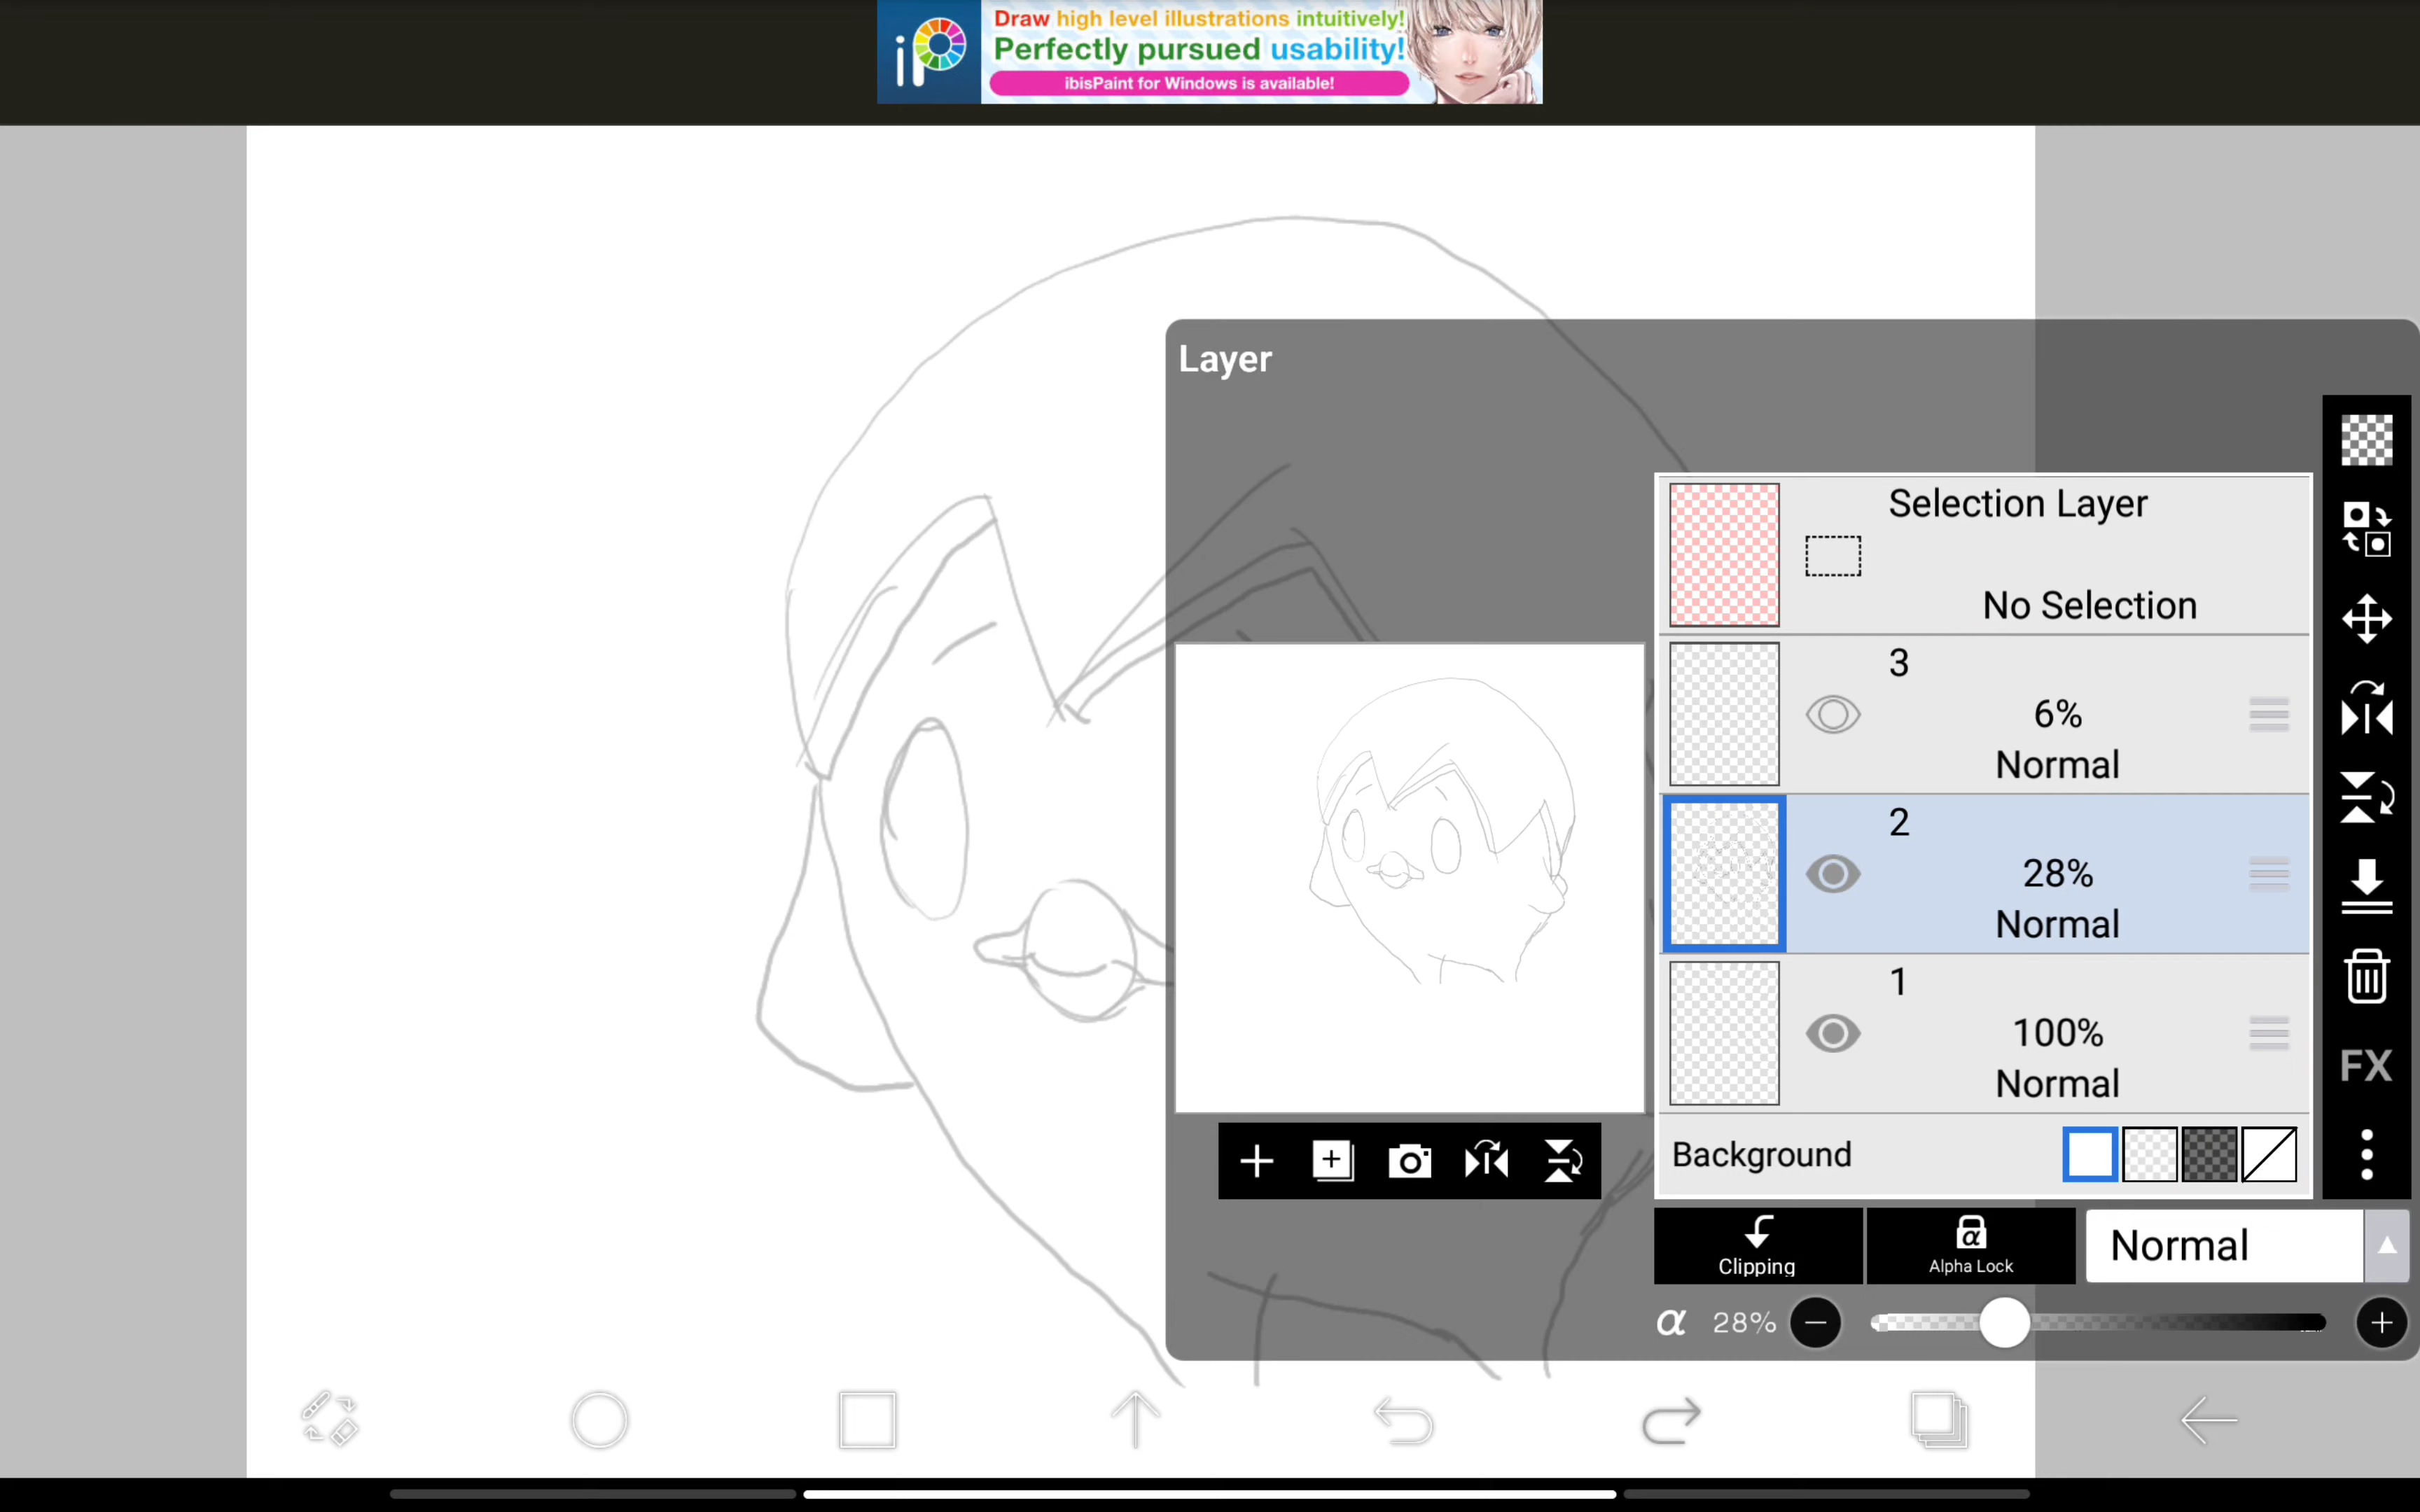 iP
Draw high level illustrations intuitively!
Perfectly pursued usability!
ibisPaint for Windows is available!
Layer
Selection Layer
No Selection
3
6%
Normal
2
28%
Normal
1
100%
Normal
FX
Background
Clipping
α
Alpha Lock
Normal
α 28%